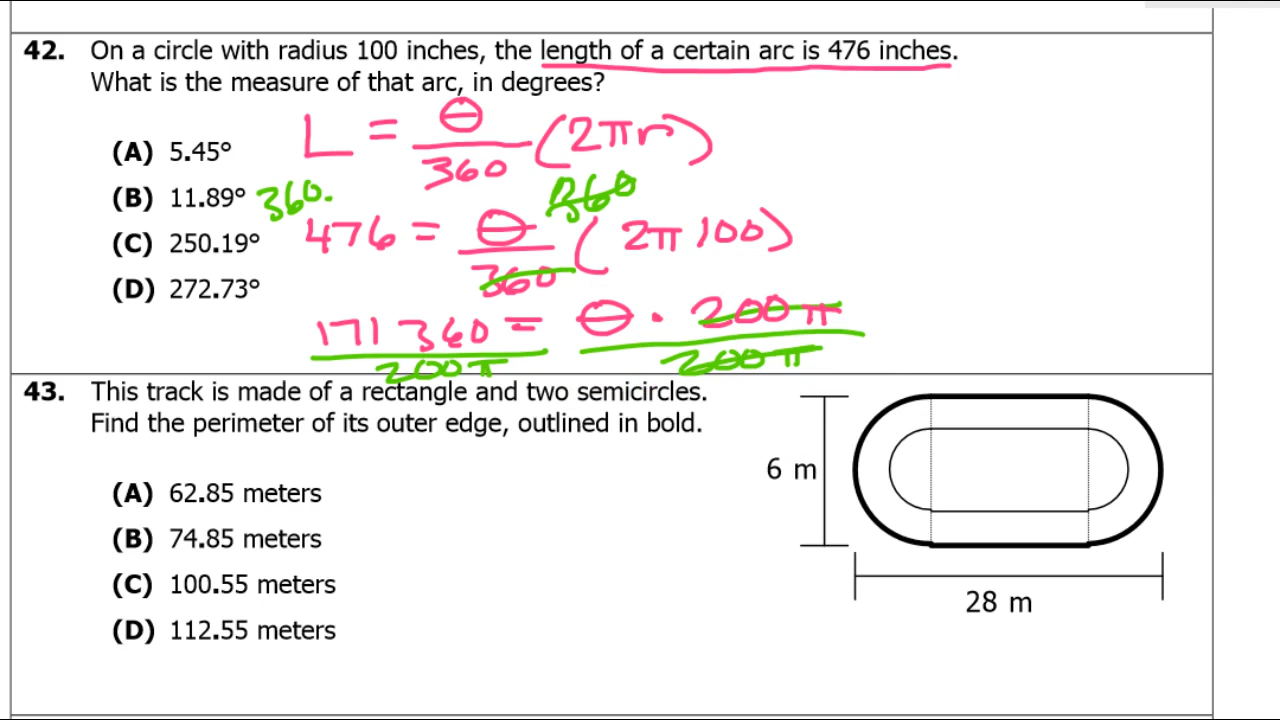 42. On a circle with radius 100 inches, the length of a certain arc is 476 inches.
What is the measure of that arc, in degrees?
L = θ/360 (2πr)
(A) 5.45°
(B) 11.89°
360. 360
476 = θ/360 (2π100)
(C) 250.19°
(D) 272.73°
171360/200π = θ · 200π/200π
43. This track is made of a rectangle and two semicircles.
Find the perimeter of its outer edge, outlined in bold.
6 m
(A) 62.85 meters
(B) 74.85 meters
(C) 100.55 meters
28 m
(D) 112.55 meters